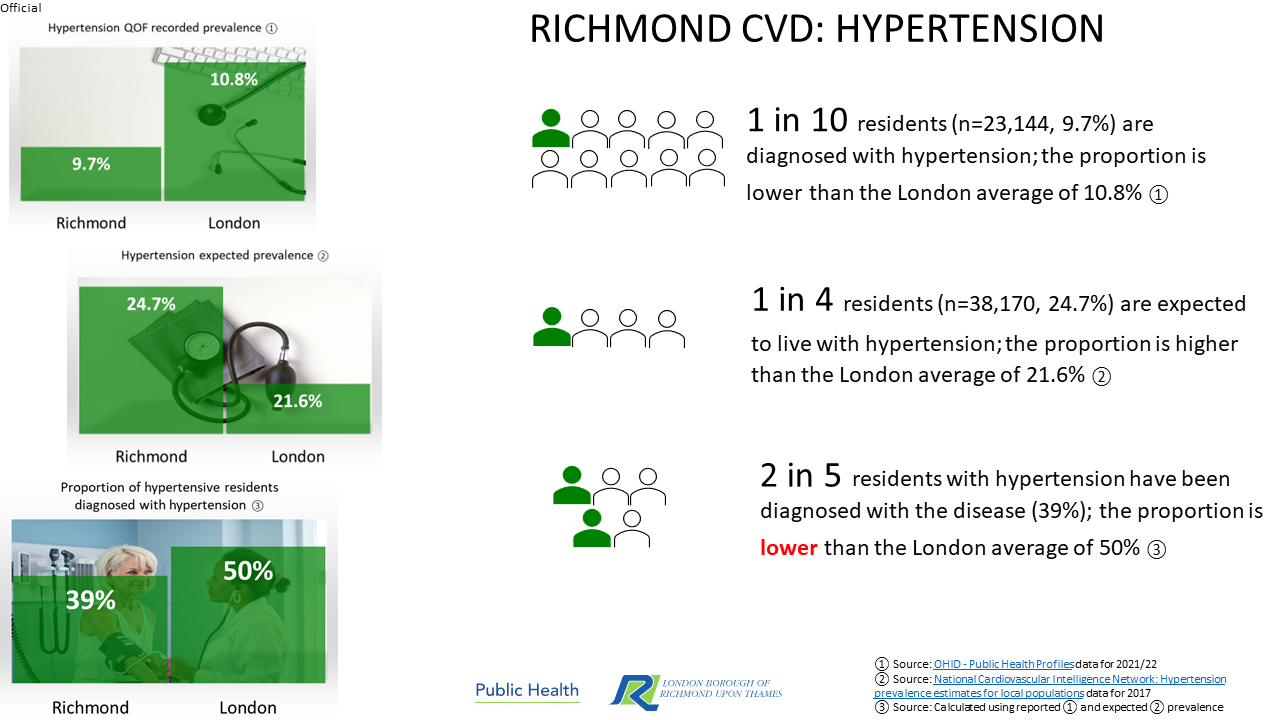 Official
Hypertension QOF recorded prevalence ①
10.8%
9.7%
Richmond London
Hypertension expected prevalence ②
24.7%
21.6%
Richmond London
Proportion of hypertensive residents
diagnosed with hypertension ③
50%
39%
Richmond London
RICHMOND CVD: HYPERTENSION
1 in 10 residents (n=23,144, 9.7%) are
diagnosed with hypertension; the proportion is
lower than the London average of 10.8% ①
1 in 4 residents (n=38,170, 24.7%) are expected
to live with hypertension; the proportion is higher
than the London average of 21.6% ②
2 in 5 residents with hypertension have been
diagnosed with the disease (39%); the proportion is
lower than the London average of 50% ③
Public Health
LONDON BOROUGH OF
RICHMOND UPON THAMES
① Source: OHID - Public Health Profiles data for 2021/22
② Source: National Cardiovascular Intelligence Network: Hypertension
prevalence estimates for local populations data for 2017
③ Source: Calculated using reported ① and expected ② prevalence